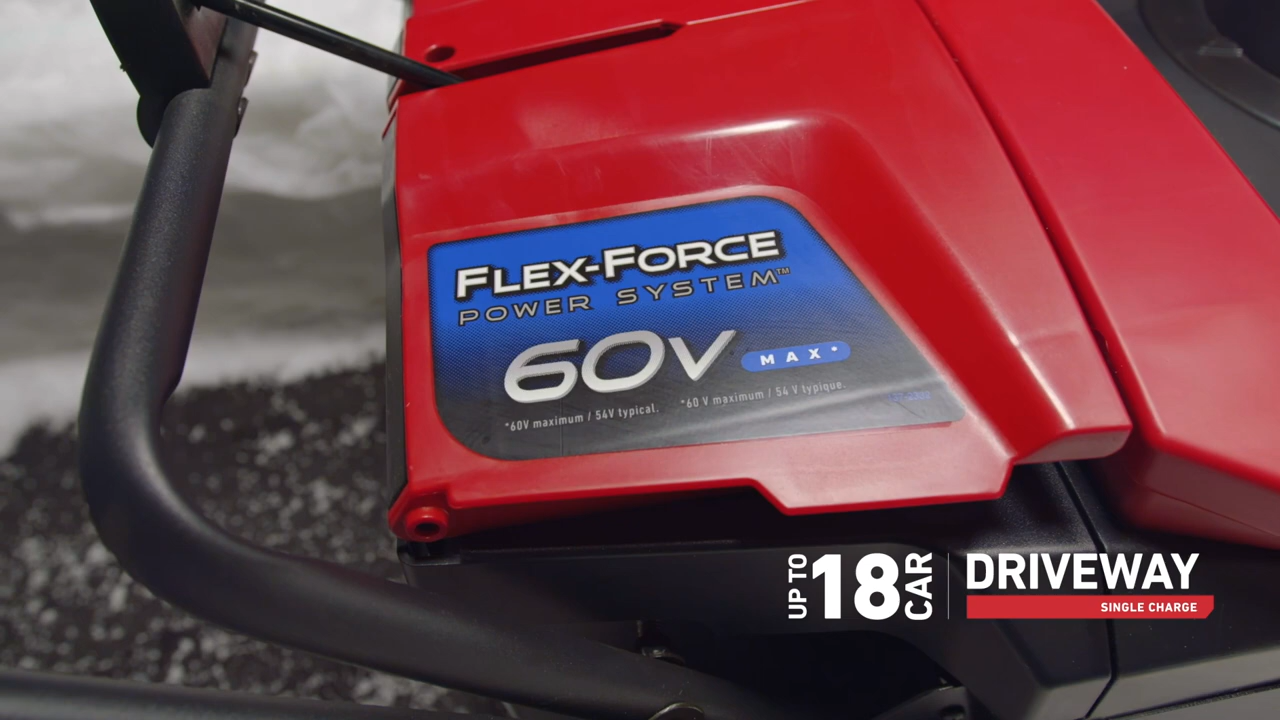 FLEX-FORCE
POWER SYSTEM™
60V MAX*
*60V maximum / 54V typical. *60 V maximum / 54 V typique.
UP TO 18 CAR DRIVEWAY
SINGLE CHARGE